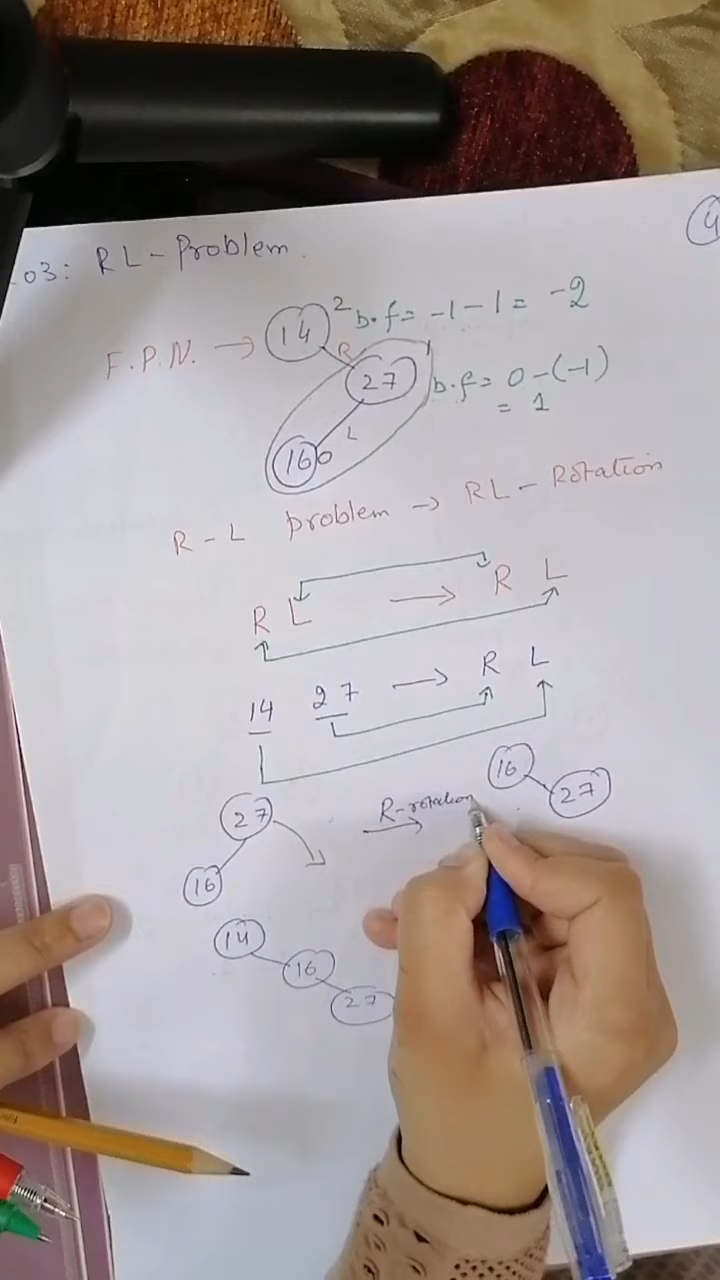 03: RL-Problem.
4
F.P.N. → 14 2 b.f = -1-1 = -2
R
27 1 b.f = 0-(-1)
= 1
L
16 0
R-L problem → RL-Rotation
R L → R L
14 27 → R L
16
27
27 R-rotation
16
14
16
27